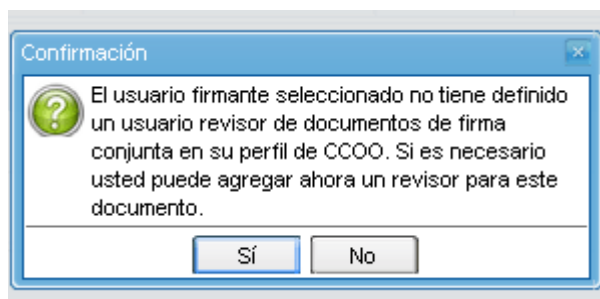 Confirmación
El usuario firmante seleccionado no tiene definido
un usuario revisor de documentos de firma
conjunta en su perfil de CCOO. Si es necesario
usted puede agregar ahora un revisor para este
documento.
Sí
No